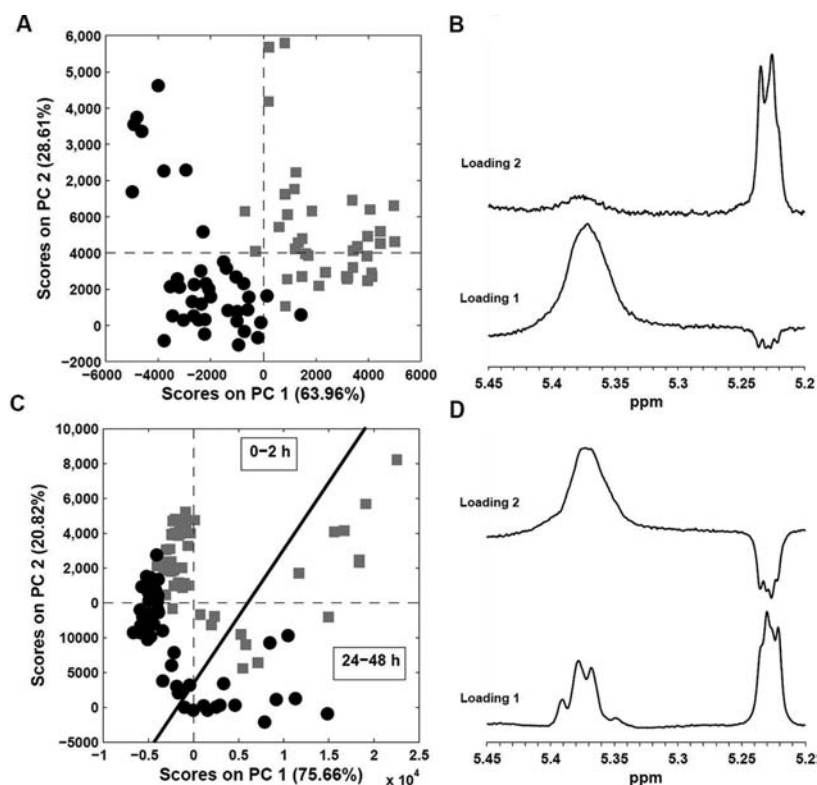 A
6,000
3,000
4,000
3,000
2,000
6000
4000
2000
0
−2000
−6000 −4000 −2000 0 2000 4000 6000
Scores on PC 1 (63.96%)
Scores on PC 2 (28.61%)
B
Loading 2
Loading 1
5.45 5.4 5.35 5.3 5.25 5.2
ppm
C
10,000
8,000
6,000
4,000
2,000
0
10000
5000
0
−5000
0−2 h
24−48 h
−1 −0.5 0 0.5 1 1.5 2 2.5
Scores on PC 1 (75.66%)
x 10⁴
Scores on PC 2 (20.82%)
D
Loading 2
Loading 1
5.45 5.4 5.35 5.3 5.25 5.2
ppm